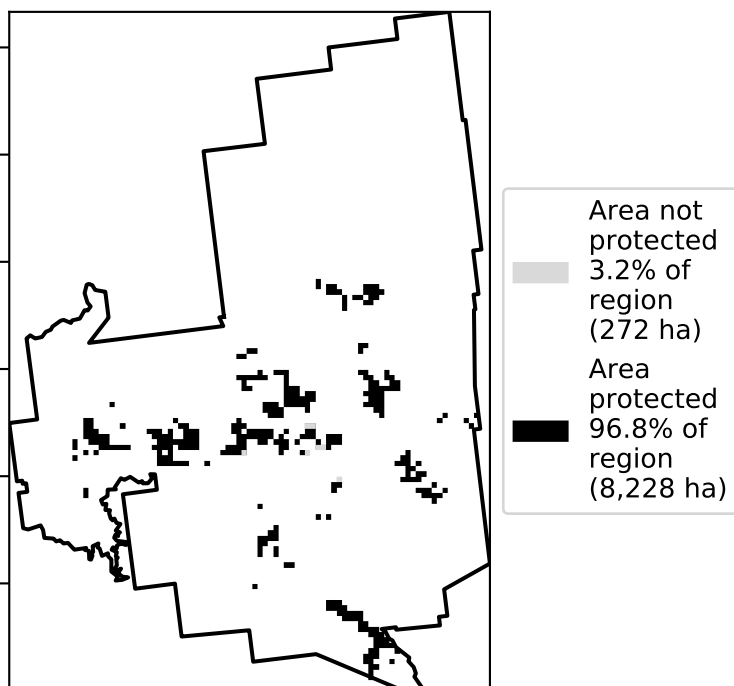 Area not
protected
3.2% of
region
(272 ha)
Area
protected
96.8% of
region
(8,228 ha)